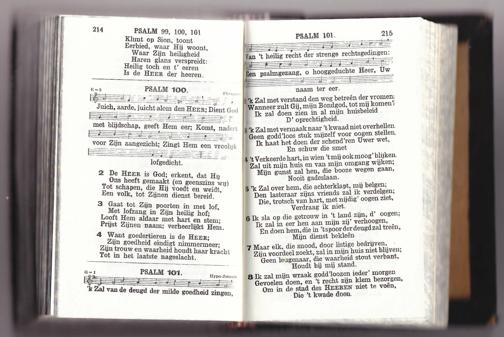 214
PSALM 99, 100, 101
Klimt op Sion, toont
Eerbied, waar Hij woont,
Waar Zijn heiligheid
Haren glans verspreidt:
Heilig toch en t' eeren
Is de HEER der heeren.
PSALM 100.
Juich, aarde, juicht alom den HEER; Dient God
met blijdschap, geeft Hem eer; Komt, nadert
voor Zijn aangezicht; Zingt Hem een vroolijk
lofgedicht.
2 De HEER is God; erkent, dat Hij
Ons heeft gemaakt (en geenszins wij)
Tot schapen, die Hij voedt en weidt,
Een volk, tot Zijnen dienst bereid.
3 Gaat tot Zijn poorten in met lof,
Met lofzang in Zijn heilig hof;
Looft Hem aldaar met hart en stem;
Prijst Zijnen naam; verheerlijkt Hem.
4 Want goedertieren is de HEER;
Zijn goedheid eindigt nimmermeer;
Zijn trouw en waarheid houdt haar kracht
Tot in het laatste nageslacht.
PSALM 101.
'k Zal van de deugd der milde goedheid zingen,
PSALM 101.
215
Van 't heilig recht der strenge rechtsgedingen:
Een psalmgezang, o hooggeduchte Heer, Uw
naam ter eer.
'k Zal met verstand den weg betreên der vromen;
Wanneer zult Gij, mijn Bondgod, tot mij komen?
Ik zal doen zien in al mijn huisbeleid
D' oprechtigheid.
'k Zal met vermaak naar 't kwaad niet overhellen.
Geen godd'loos stuk mijzelf voor oogen stellen.
Ik haat het doen der schend'ren Uwer wet,
En schuw die smet
4 't Verkeerde hart, in wien 't mij ook moog' blijken.
Zal uit mijn huis en van mijn omgang wijken;
Mijn gunst zal hen, die booze wegen gaan,
Nooit gadeslaan.
5 'k Zal over hem, die achterklapt, mij belgen;
Den lasteraar zijns vriends zal ik verdelgen;
Die, trotsch van hart, met nijdig' oogen ziet,
Verdraag ik niet.
6 Ik sla op die getrouw in 't land zijn, d' oogen;
Ik zal in eer hen aan mijn zij' verhoogen,
En doen hem, die in 't spoor der deugd zal treên,
Mijn dienst bekleên
7 Maar elk, die snood, door listige bedrijven,
Zijn voordeel zoekt, zal in mijn huis niet blijven;
Geen leugenaar, die waarheid stout verbant,
Houdt bij mij stand.
8 Ik zal mijn wraak godd'loozen ieder' morgen
Gevoelen doen, en 't recht zijn klem bezorgen,
Om in de stad des HEEREN niet te voên,
Die 't kwade doen.